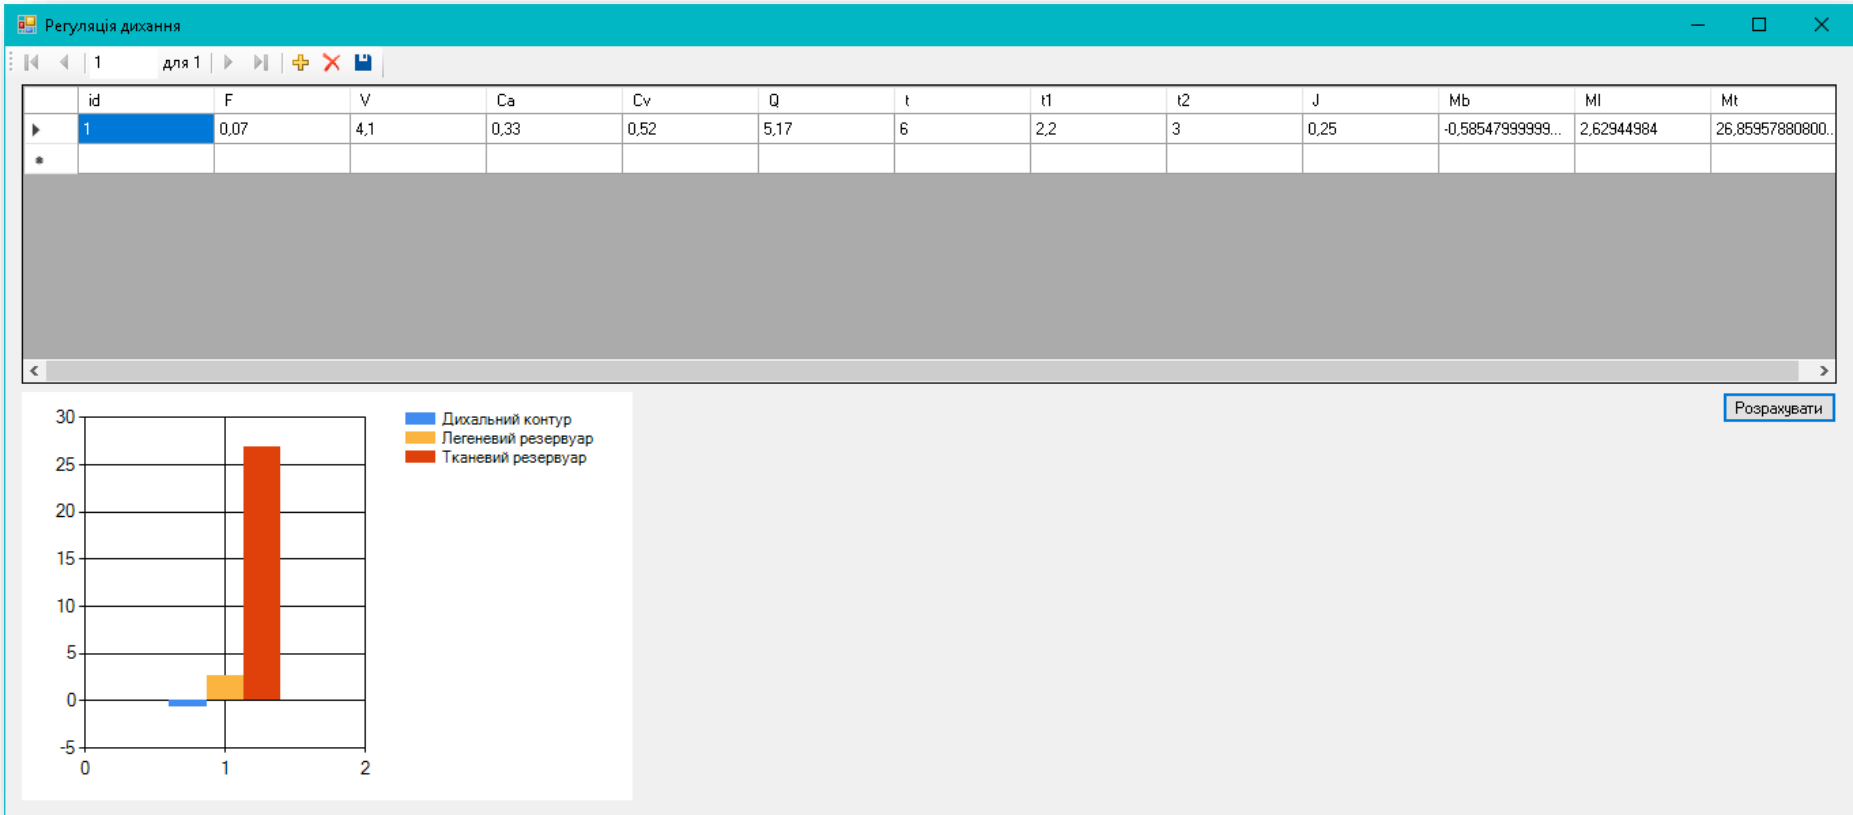 Регуляція дихання
1 для 1
id F V Ca Cv Q t t1 t2 J Mb Ml Mt
1 0,07 4,1 0,33 0,52 5,17 6 2,2 3 0,25 -0,58547999999... 2,62944984 26,85957880800...
Розрахувати
30
25
20
15
10
5
0
-5
0 1 2
Дихальний контур
Легеневий резервуар
Тканевий резервуар